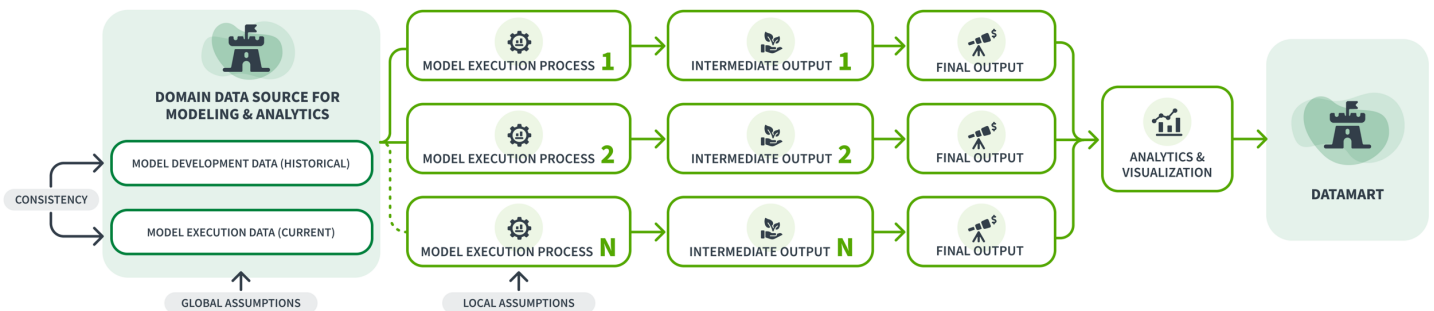 DOMAIN DATA SOURCE FOR
MODELING & ANALYTICS
MODEL DEVELOPMENT DATA (HISTORICAL)
CONSISTENCY
MODEL EXECUTION DATA (CURRENT)
GLOBAL ASSUMPTIONS
MODEL EXECUTION PROCESS 1
INTERMEDIATE OUTPUT 1
$
FINAL OUTPUT
MODEL EXECUTION PROCESS 2
INTERMEDIATE OUTPUT 2
$
FINAL OUTPUT
MODEL EXECUTION PROCESS N
INTERMEDIATE OUTPUT N
$
FINAL OUTPUT
LOCAL ASSUMPTIONS
ANALYTICS &
VISUALIZATION
DATAMART